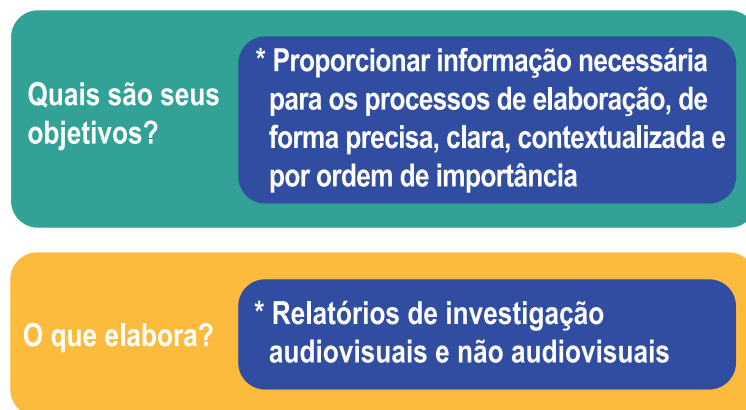 Quais são seus
objetivos?
* Proporcionar informação necessária
para os processos de elaboração, de
forma precisa, clara, contextualizada e
por ordem de importância
O que elabora?
* Relatórios de investigação
audiovisuais e não audiovisuais